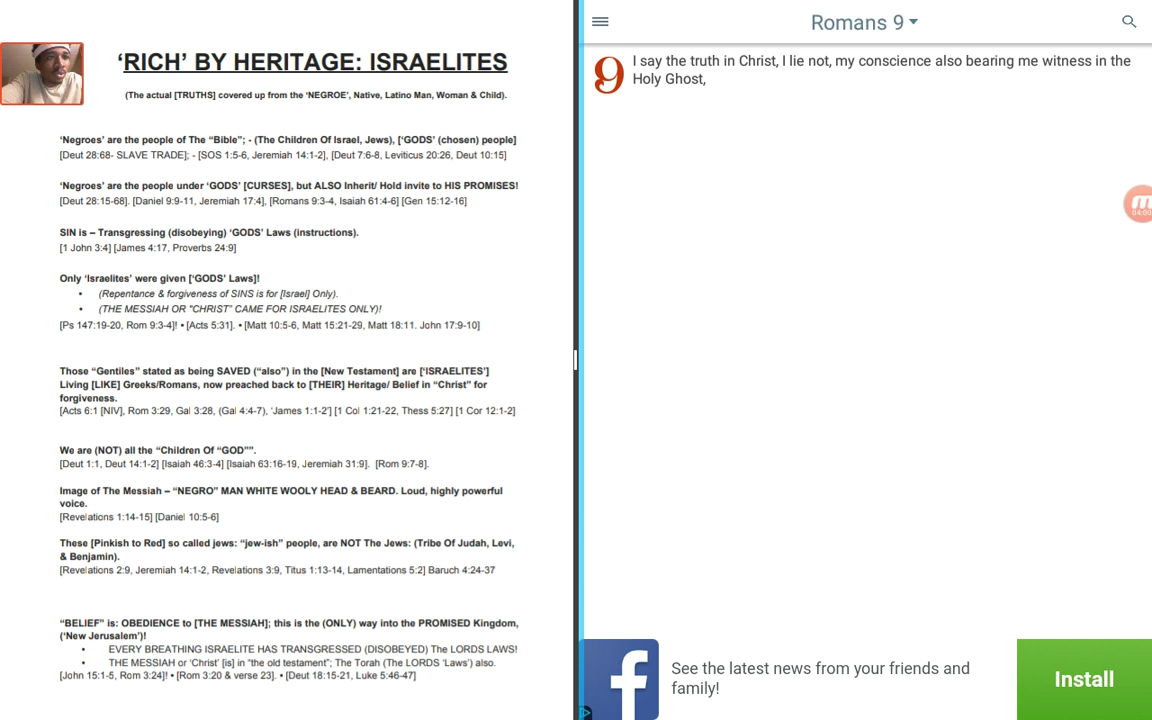 ‘RICH’ BY HERITAGE: ISRAELITES
(The actual [TRUTHS] covered up from the ‘NEGROE’, Native, Latino Man, Woman & Child).
‘Negroes’ are the people of The “Bible”; - (The Children Of Israel, Jews), [‘GODS’ (chosen) people]
[Deut 28:68- SLAVE TRADE]; - [SOS 1:5-6, Jeremiah 14:1-2], [Deut 7:6-8, Leviticus 20:26, Deut 10:15]
‘Negroes’ are the people under ‘GODS’ [CURSES], but ALSO Inherit/ Hold invite to HIS PROMISES!
[Deut 28:15-68]. [Daniel 9:9-11, Jeremiah 17:4], [Romans 9:3-4, Isaiah 61:4-6] [Gen 15:12-16]
SIN is – Transgressing (disobeying) ‘GODS’ Laws (instructions).
[1 John 3:4] [James 4:17, Proverbs 24:9]
Only ‘Israelites’ were given [‘GODS’ Laws]!
• (Repentance & forgiveness of SINS is for [Israel] Only).
• (THE MESSIAH OR "CHRIST" CAME FOR ISRAELITES ONLY)!
[Ps 147:19-20, Rom 9:3-4]! • [Acts 5:31]. • [Matt 10:5-6, Matt 15:21-29, Matt 18:11. John 17:9-10]
Those “Gentiles” stated as being SAVED (“also”) in the [New Testament] are [‘ISRAELITES’]
Living [LIKE] Greeks/Romans, now preached back to [THEIR] Heritage/ Belief in “Christ” for
forgiveness.
[Acts 6:1 [NIV], Rom 3:29, Gal 3:28, (Gal 4:4-7), ‘James 1:1-2’] [1 Col 1:21-22, Thess 5:27] [1 Cor 12:1-2]
We are (NOT) all the “Children Of “GOD””.
[Deut 1:1, Deut 14:1-2] [Isaiah 46:3-4] [Isaiah 63:16-19, Jeremiah 31:9].  [Rom 9:7-8].
Image of The Messiah – “NEGRO” MAN WHITE WOOLY HEAD & BEARD. Loud, highly powerful
voice.
[Revelations 1:14-15] [Daniel 10:5-6]
These [Pinkish to Red] so called jews: “jew-ish” people, are NOT The Jews: (Tribe Of Judah, Levi,
& Benjamin).
[Revelations 2:9, Jeremiah 14:1-2, Revelations 3:9, Titus 1:13-14, Lamentations 5:2] Baruch 4:24-37
“BELIEF” is: OBEDIENCE to [THE MESSIAH]; this is the (ONLY) way into the PROMISED Kingdom,
(‘New Jerusalem’)!
• EVERY BREATHING ISRAELITE HAS TRANSGRESSED (DISOBEYED) The LORDS LAWS!
• THE MESSIAH or ‘Christ’ [is] in “the old testament”; The Torah (The LORDS ‘Laws’) also.
[John 15:1-5, Rom 3:24]! • [Rom 3:20 & verse 23]. • [Deut 18:15-21, Luke 5:46-47]
Romans 9
9 I say the truth in Christ, I lie not, my conscience also bearing me witness in the
Holy Ghost,
04:00
See the latest news from your friends and
family!
Install